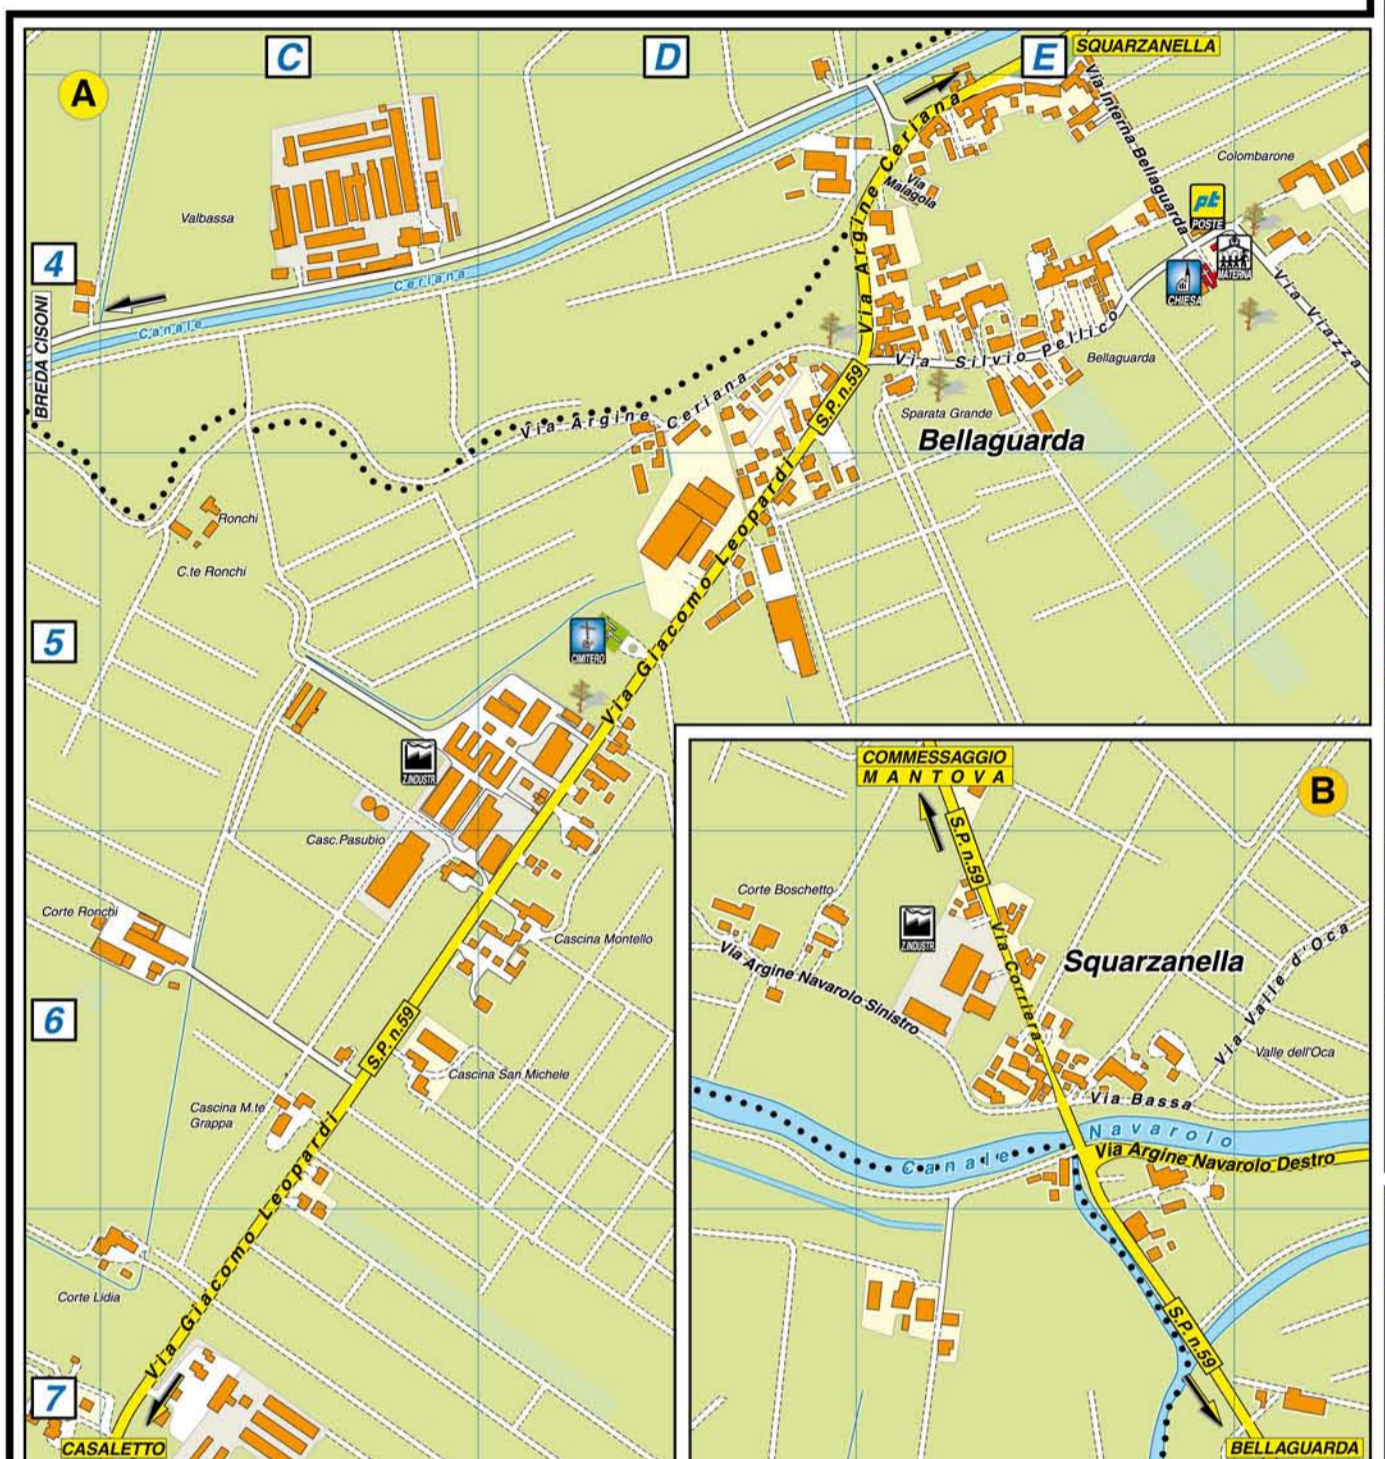 C
D
E
SQUARZANELLA
A
Via Interna Bellaguarda
Colombarone
Via Argine Ceriana
Via
Malagola
pt
POSTE
Valbassa
4
MATERNA
CHIESA
Ceriana
Canale
BREDA CISONI
Via Viazza
Via Silvio Pellico
Bellaguarda
S.P. n.59
Via Argine Ceriana
Sparata Grande
Bellaguarda
Ronchi
C.te Ronchi
Via Giacomo Leopardi
5
CIMITERO
Z.INDUSTR.
Casc.Pasubio
Corte Ronchi
Cascina Montello
6
S.P. n.59
Cascina San Michele
Cascina M.te
Grappa
Via Giacomo Leopardi
Corte Lidia
7
CASALETTO
COMMESSAGGIO
MANTOVA
B
S.P. n.59
Corte Boschetto
Z.INDUSTR.
Via Corriera
Squarzanella
Via Argine Navarolo Sinistro
Via Valle d'Oca
Valle dell'Oca
Via Bassa
Navarolo
Canale
Via Argine Navarolo Destro
S.P. n.59
BELLAGUARDA